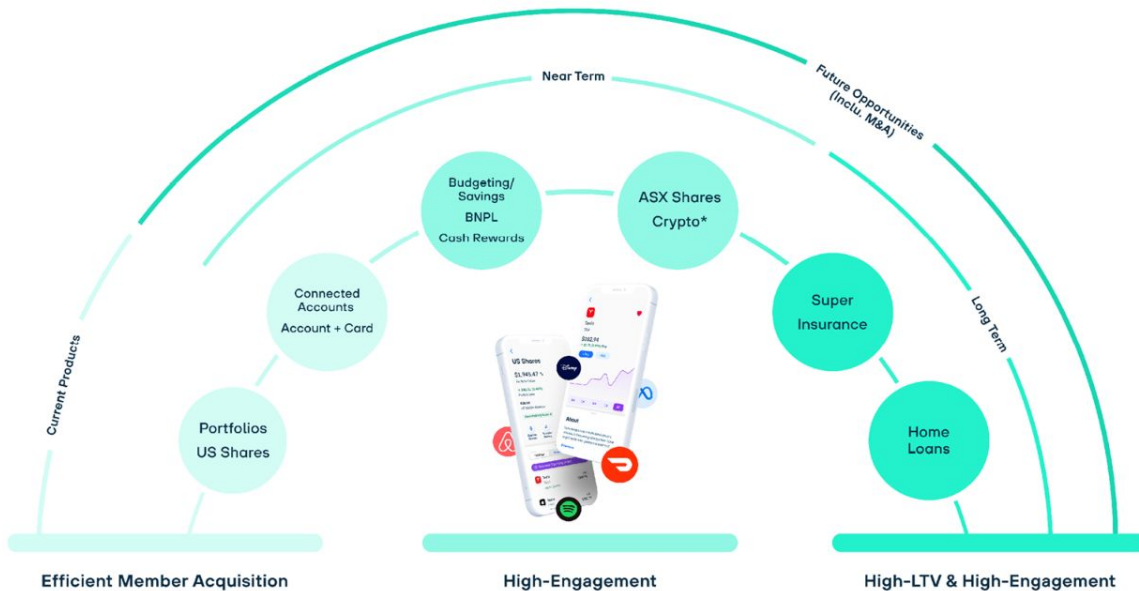 Future Opportunities
(Inclu. M&A)
Near Term
Budgeting/
Savings
BNPL
Cash Rewards
ASX Shares
Crypto*
Connected
Accounts
Account + Card
Super
Insurance
Long Term
Current Products
Portfolios
US Shares
Home
Loans
US Shares
Disney
About
Efficient Member Acquisition
High-Engagement
High-LTV & High-Engagement